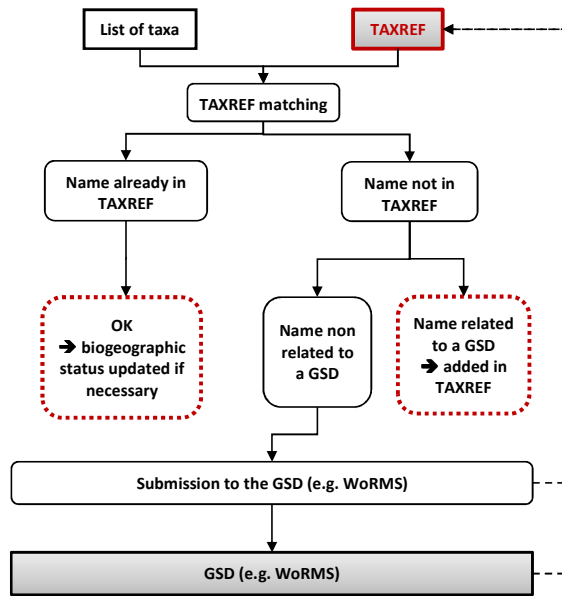 List of taxa
TAXREF
TAXREF matching
Name already in
TAXREF
Name not in
TAXREF
OK
➔ biogeographic
status updated if
necessary
Name non
related to
a GSD
Name related
to a GSD
➔ added in
TAXREF
Submission to the GSD (e.g. WoRMS)
GSD (e.g. WoRMS)